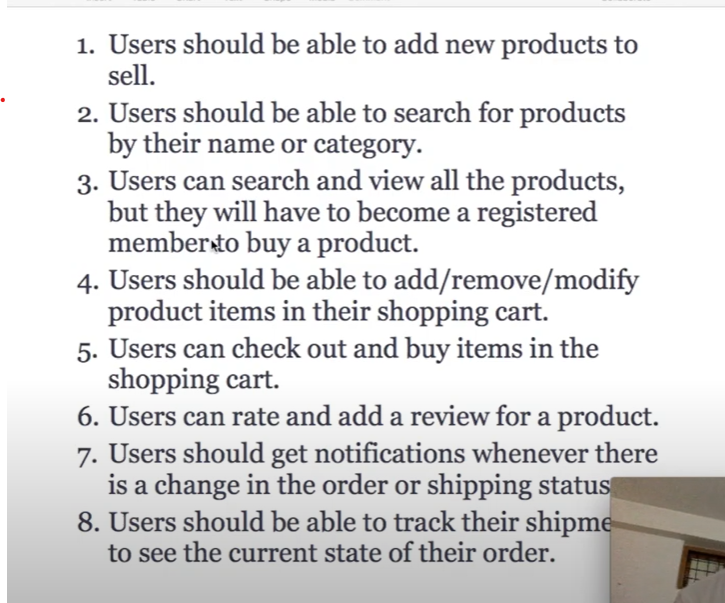 1. Users should be able to add new products to
sell.
2. Users should be able to search for products
by their name or category.
3. Users can search and view all the products,
but they will have to become a registered
member to buy a product.
4. Users should be able to add/remove/modify
product items in their shopping cart.
5. Users can check out and buy items in the
shopping cart.
6. Users can rate and add a review for a product.
7. Users should get notifications whenever there
is a change in the order or shipping status
8. Users should be able to track their shipme
to see the current state of their order.